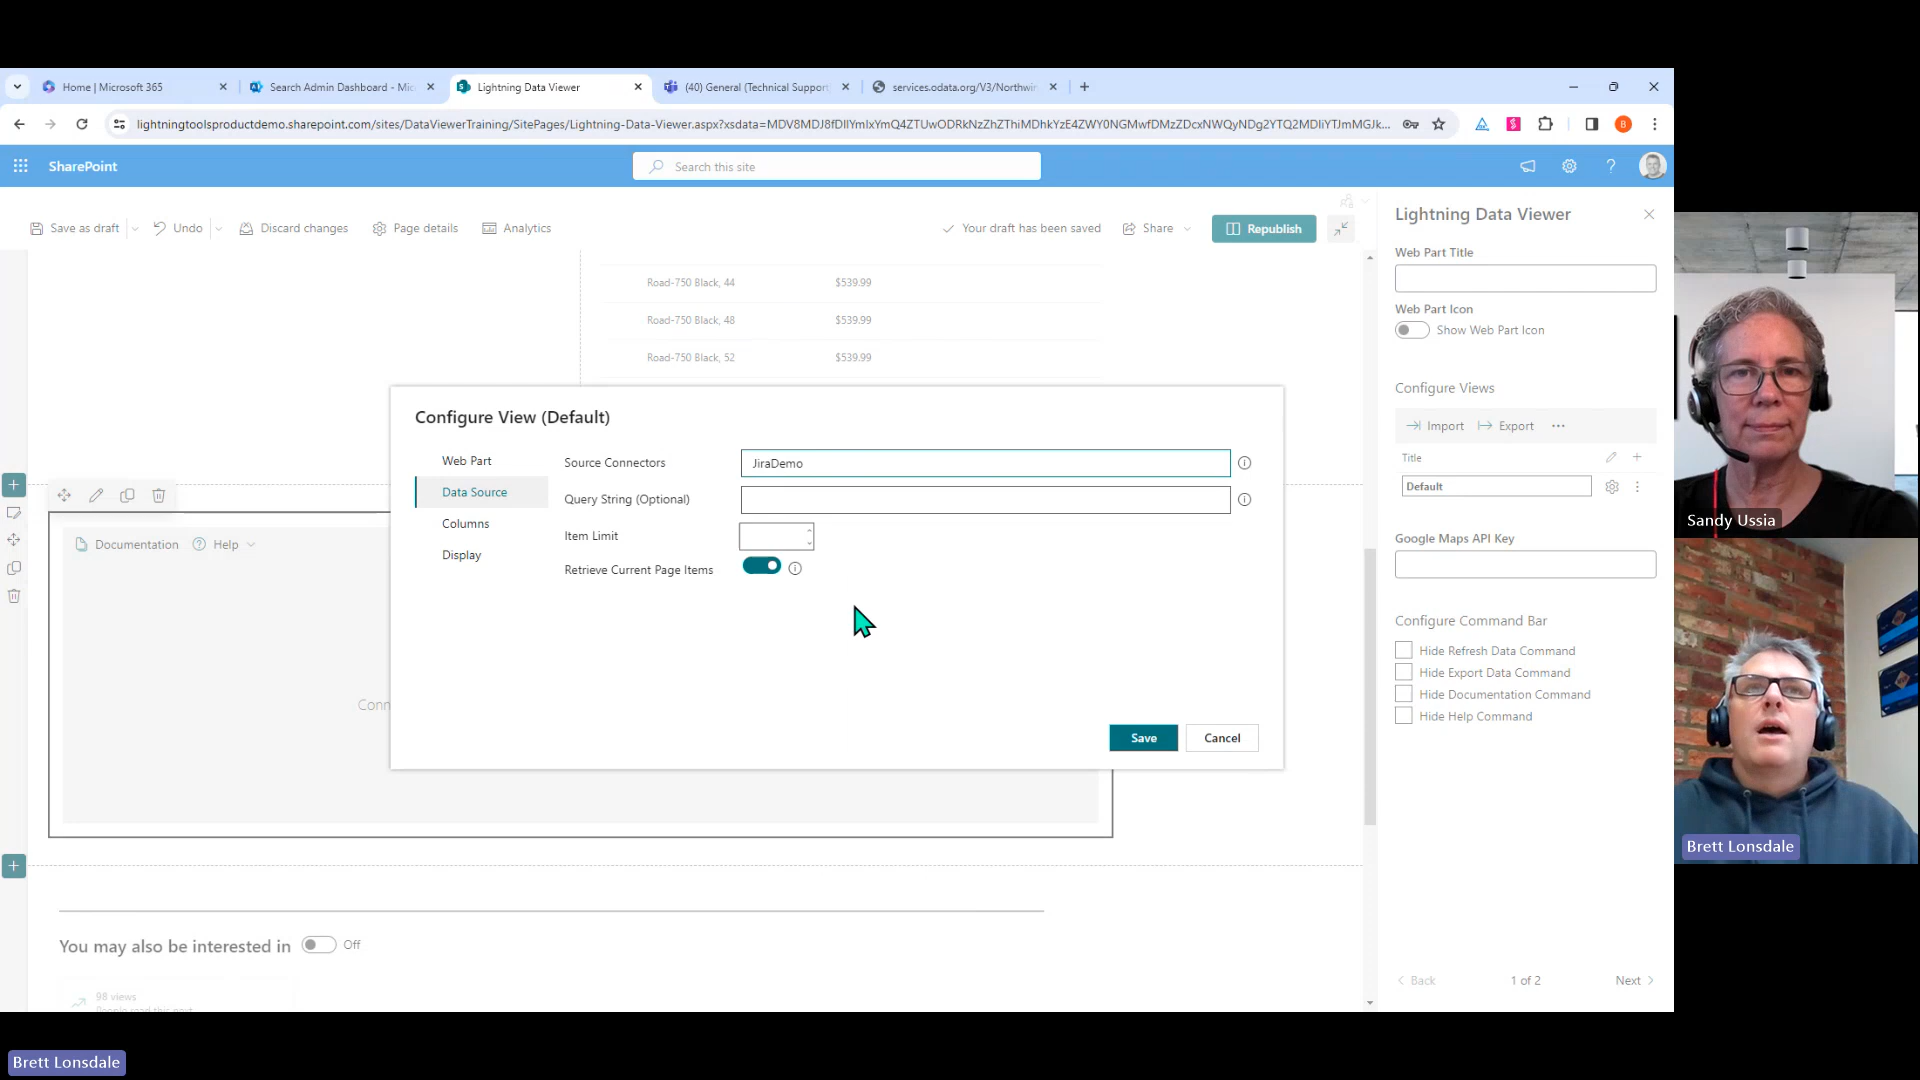 Home | Microsoft 365
Search Admin Dashboard - Mic
Lightning Data Viewer
(40) General (Technical Support
services.odata.org/V3/Northwin
lightningtoolsproductdemo.sharepoint.com/sites/DataViewerTraining/SitePages/Lightning-Data-Viewer.aspx?xsdata=
SharePoint
Search this site
Save as draft
Undo
Discard changes
Page details
Analytics
Your draft has been saved
Share
Republish
Road-750 Black, 44 $539.99
Road-750 Black, 48 $539.99
Road-750 Black, 52 $539.99
Documentation
Help
Conn
Configure View (Default)
Web Part
Data Source
Columns
Display
Source Connectors
JiraDemo
Query String (Optional)
Item Limit
Retrieve Current Page Items
Save
Cancel
You may also be interested in
Off
98 views
Lightning Data Viewer
Web Part Title
Web Part Icon
Show Web Part Icon
Configure Views
Import
Export
Title
Default
Google Maps API Key
Configure Command Bar
Hide Refresh Data Command
Hide Export Data Command
Hide Documentation Command
Hide Help Command
Back
1 of 2
Next
Sandy Ussia
Brett Lonsdale
Brett Lonsdale